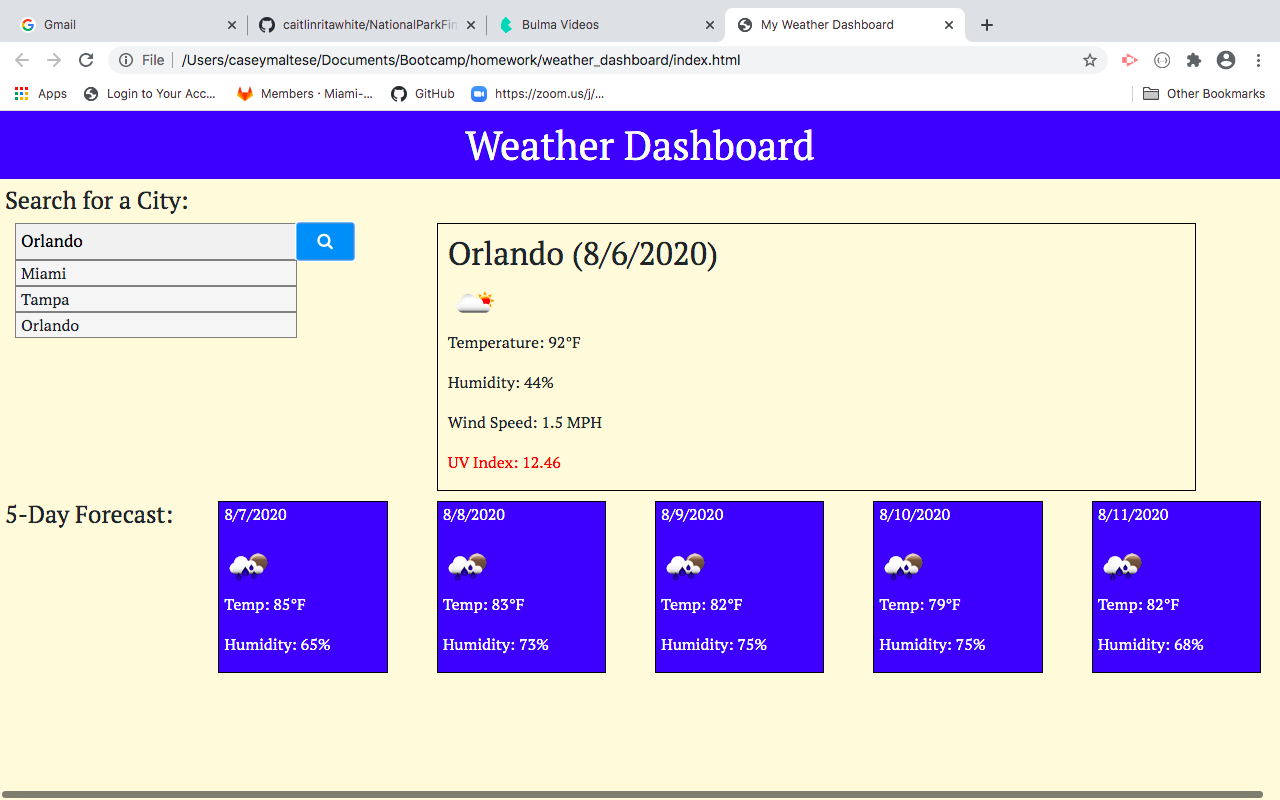 Gmail
caitlinritawhite/NationalParkFin
Bulma Videos
My Weather Dashboard
File
/Users/caseymaltese/Documents/Bootcamp/homework/weather_dashboard/index.html
Apps
Login to Your Acc...
Members · Miami-...
GitHub
https://zoom.us/j/...
Other Bookmarks
Weather Dashboard
Search for a City:
Orlando
Miami
Tampa
Orlando
Orlando (8/6/2020)
Temperature: 92°F
Humidity: 44%
Wind Speed: 1.5 MPH
UV Index: 12.46
5-Day Forecast:
8/7/2020
Temp: 85°F
Humidity: 65%
8/8/2020
Temp: 83°F
Humidity: 73%
8/9/2020
Temp: 82°F
Humidity: 75%
8/10/2020
Temp: 79°F
Humidity: 75%
8/11/2020
Temp: 82°F
Humidity: 68%